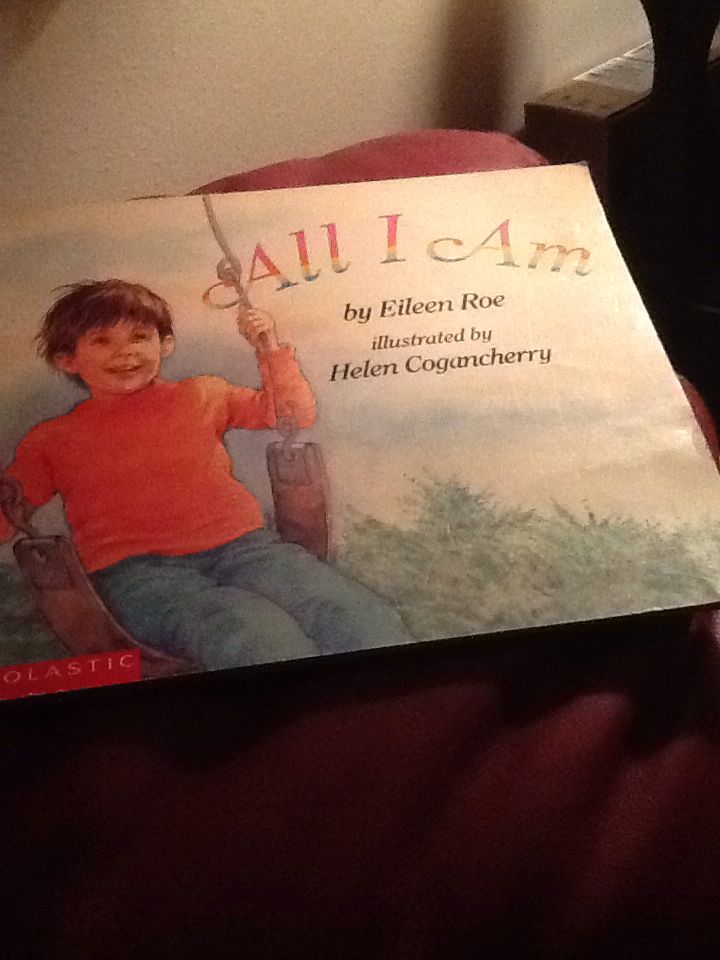 All I Am
by Eileen Roe
illustrated by
Helen Cogancherry
OLASTIC